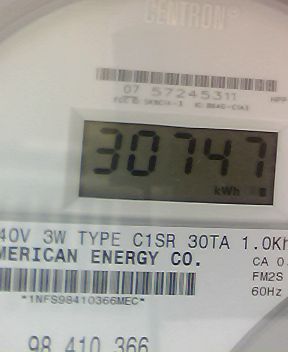 CENTRON®
07 57245311
30747
kWh
40V 3W TYPE C1SR 30TA 1.0Kh
MERICAN ENERGY CO.
CA 0.
FM2S
60Hz
*1NFS98410366MEC*
98 410 366